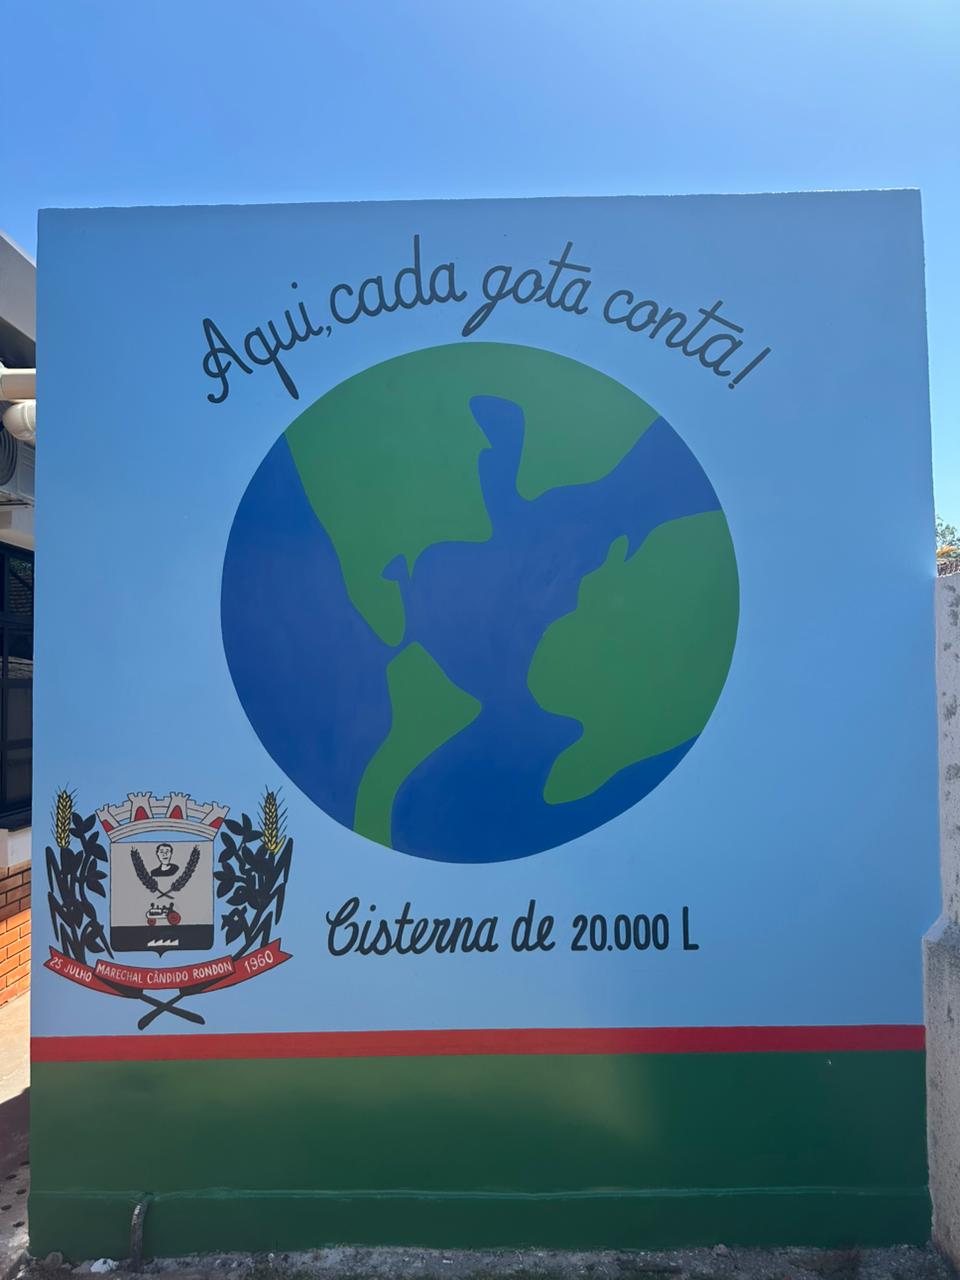 Aqui, cada gota conta!
Cisterna de 20.000 L
25 JULHO MARECHAL CÂNDIDO RONDON 1960